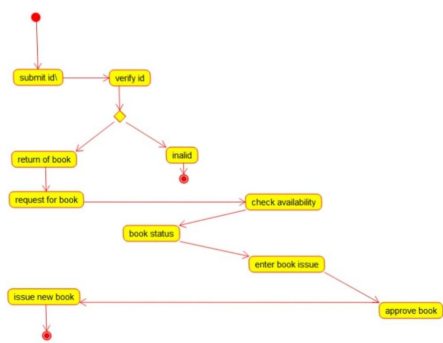 submit id\
verify id
return of book
inalid
request for book
check availability
book status
enter book issue
issue new book
approve book